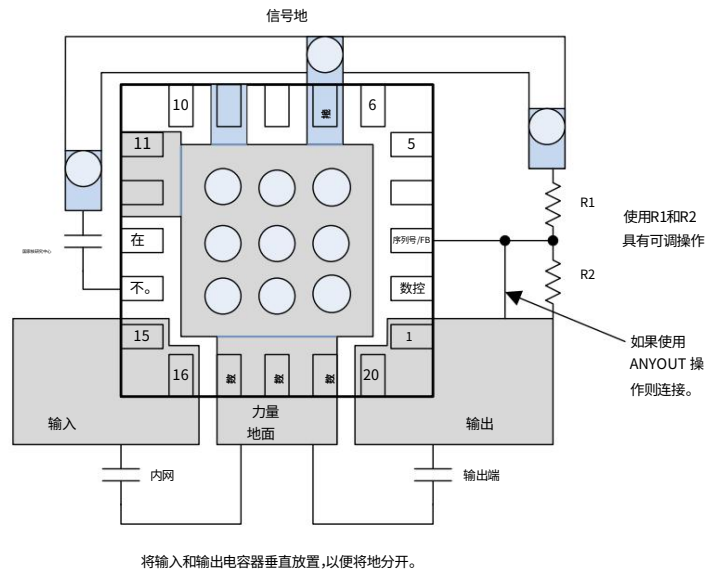 信号地
10
6
11
5
在
序列号/FB
不。
数控
15
1
16
数
数
数
20
输入
力量
地面
输出
内网
输出端
R1
R2
使用R1和R2
具有可调操作
如果使用
ANYOUT 操
作则连接。
将输入和输出电容器垂直放置,以便将地分开。